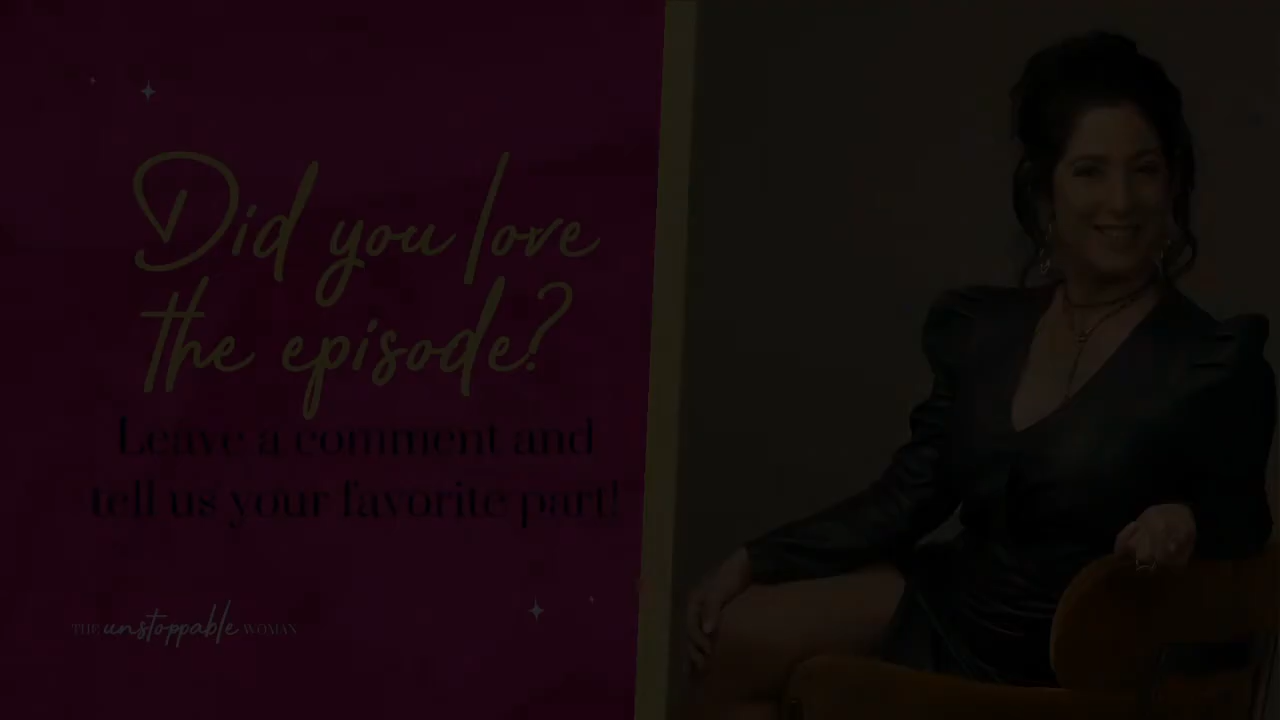 Did you love
the episode?
Leave a comment and
tell us your favorite part!
THE unstoppable WOMAN